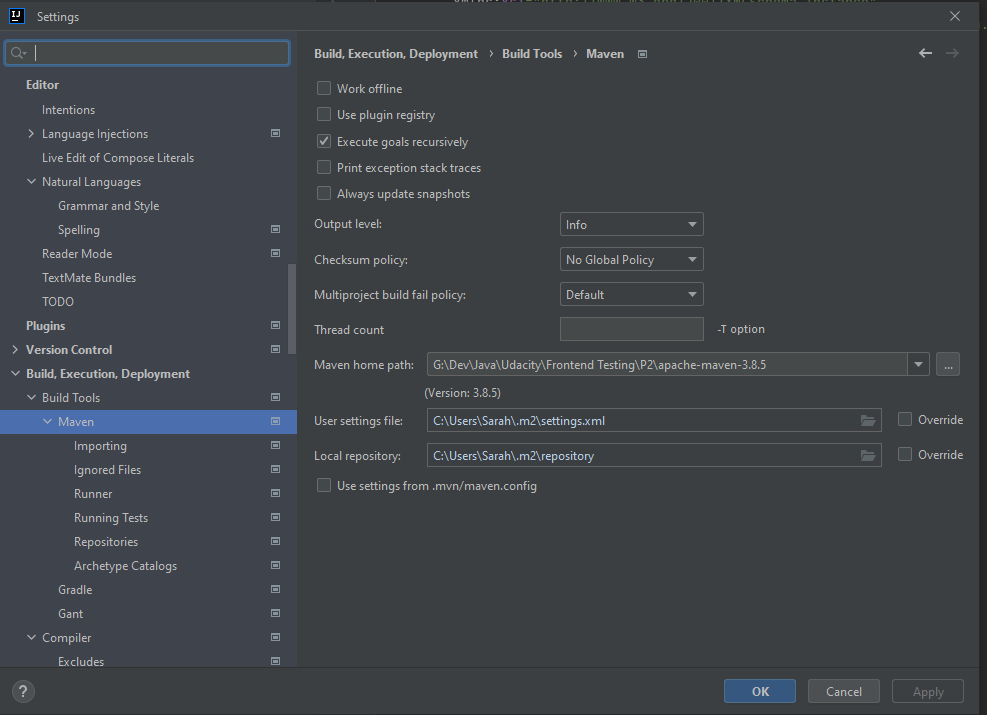 IJ
Settings
Build, Execution, Deployment › Build Tools › Maven
Editor
Intentions
Language Injections
Live Edit of Compose Literals
Natural Languages
Grammar and Style
Spelling
Reader Mode
TextMate Bundles
TODO
Plugins
Version Control
Build, Execution, Deployment
Build Tools
Maven
Importing
Ignored Files
Runner
Running Tests
Repositories
Archetype Catalogs
Gradle
Gant
Compiler
Excludes
Work offline
Use plugin registry
Execute goals recursively
Print exception stack traces
Always update snapshots
Output level: Info
Checksum policy: No Global Policy
Multiproject build fail policy: Default
Thread count -T option
Maven home path: G:\Dev\Java\Udacity\Frontend Testing\P2\apache-maven-3.8.5 ...
(Version: 3.8.5)
User settings file: C:\Users\Sarah\.m2\settings.xml Override
Local repository: C:\Users\Sarah\.m2\repository Override
Use settings from .mvn/maven.config
? OK Cancel Apply